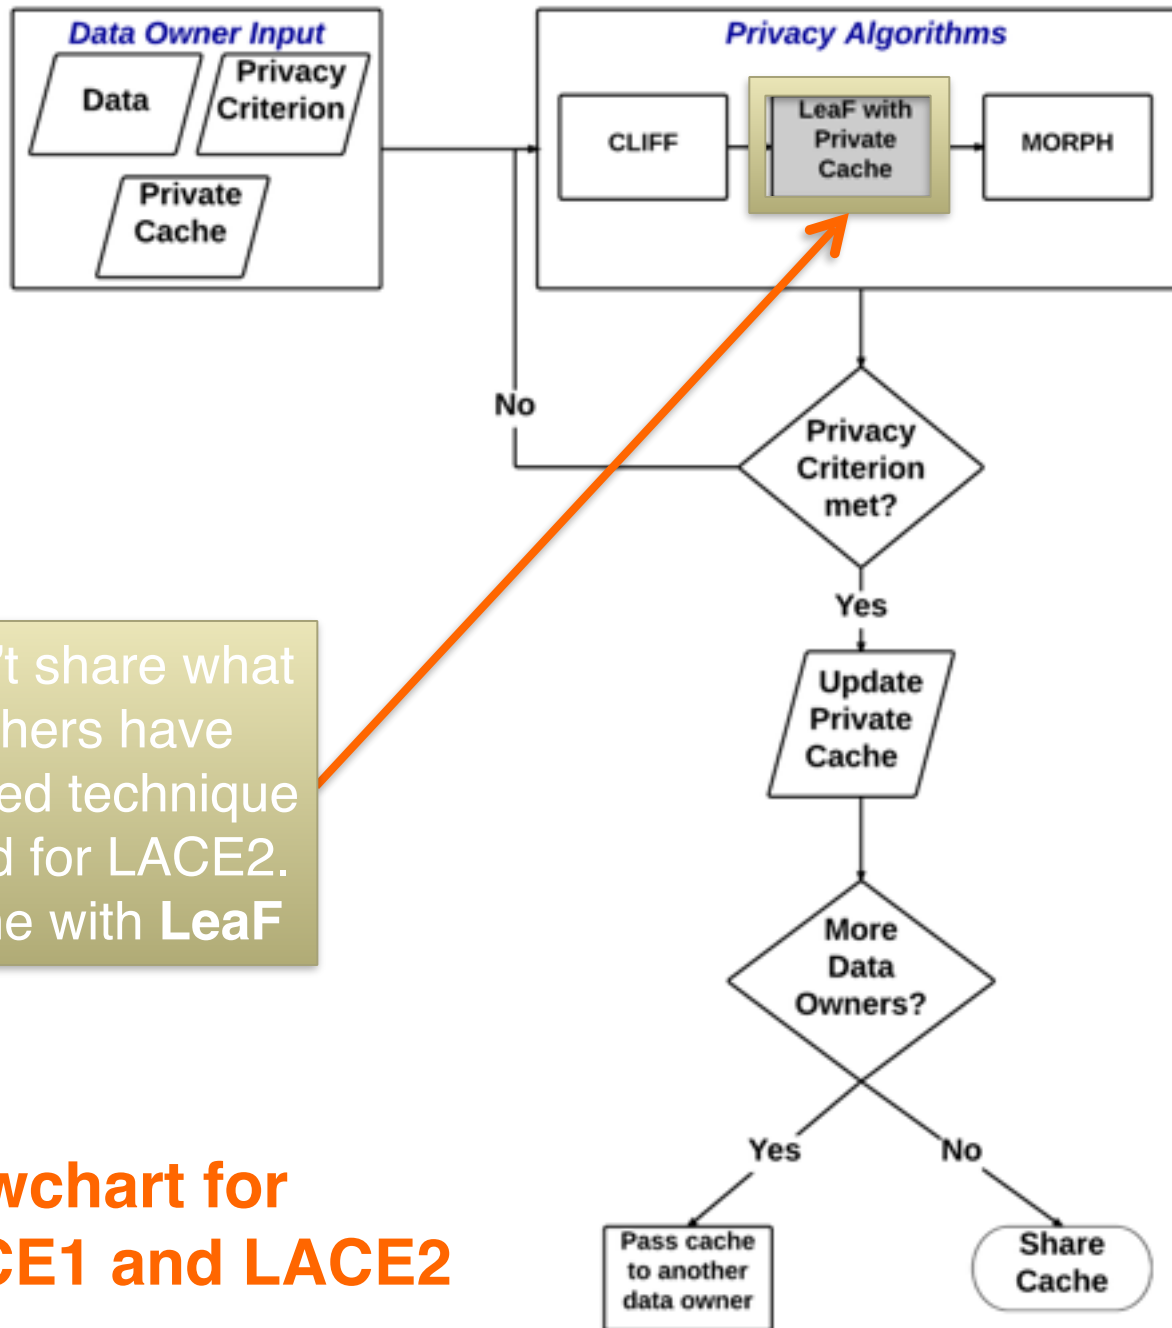 Data Owner Input
Data
Privacy
Criterion
Private
Cache
Privacy Algorithms
CLIFF
LeaF with
Private
Cache
MORPH
No
Privacy
Criterion
met?
Yes
Update
Private
Cache
't share what
hers have
ed technique
d for LACE2.
ne with LeaF
More
Data
Owners?
Yes
No
Pass cache
to another
data owner
Share
Cache
wchart for
CE1 and LACE2